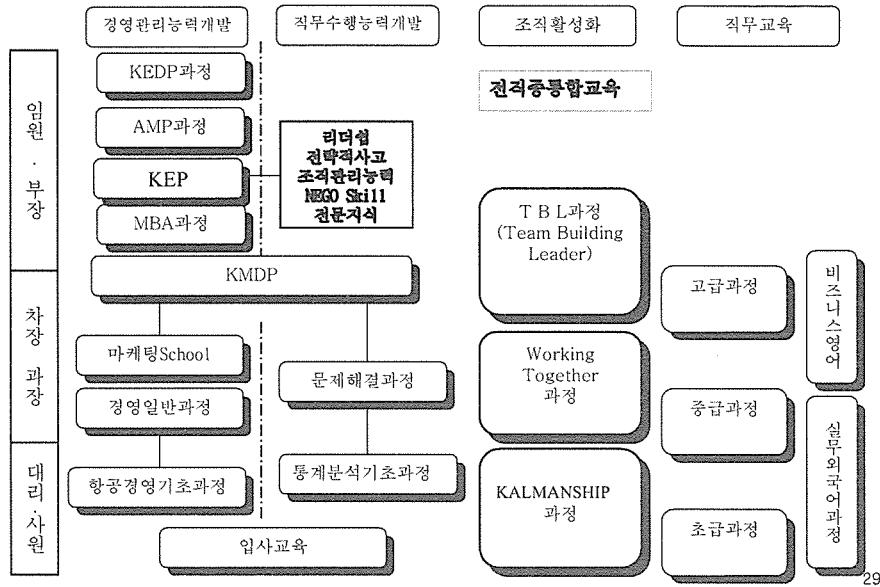 경영관리능력개발
직무수행능력개발
조직활성화
직무교육
임원 · 부장
차장 과장
대리 · 사원
KEDP과정
AMP과정
KEP
MBA과정
KMDP
마케팅School
경영일반과정
항공경영기초과정
입사교육
리더쉽
전략적사고
조직관리능력
NEGO Skill
전문지식
문제해결과정
통계분석기초과정
전직종통합교육
T B L과정
(Team Building
Leader)
Working
Together
과정
KALMANSHIP
과정
고급과정
중급과정
초급과정
비즈니스영어
실무외국어과정
29